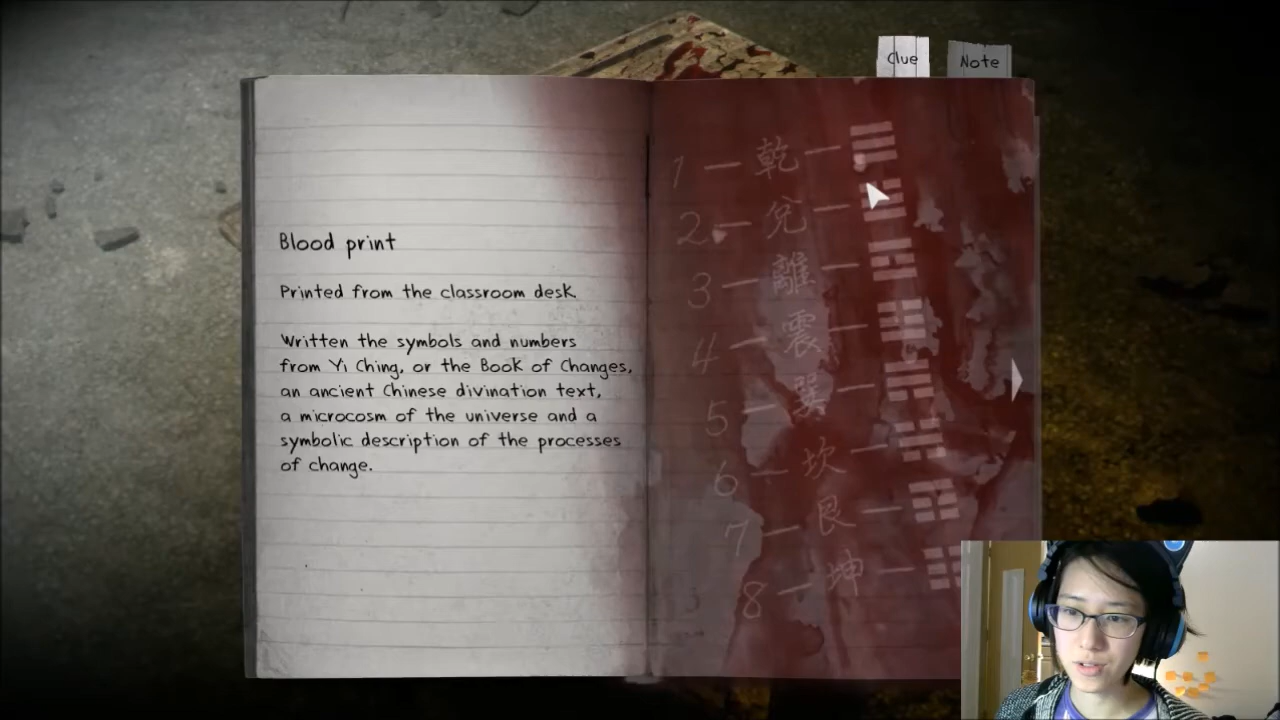 Clue
Note
Blood print
Printed from the classroom desk.
Written the symbols and numbers
from Yi Ching, or the Book of Changes,
an ancient Chinese divination text,
a microcosm of the universe and a
symbolic description of the processes
of change.
1 — 乾 — ☰
2 — 兌 — ☱
3 — 離 — ☲
4 — 震 — ☳
5 — 巽 — ☴
6 — 坎 — ☵
7 — 艮 — ☶
8 — 坤 — ☷